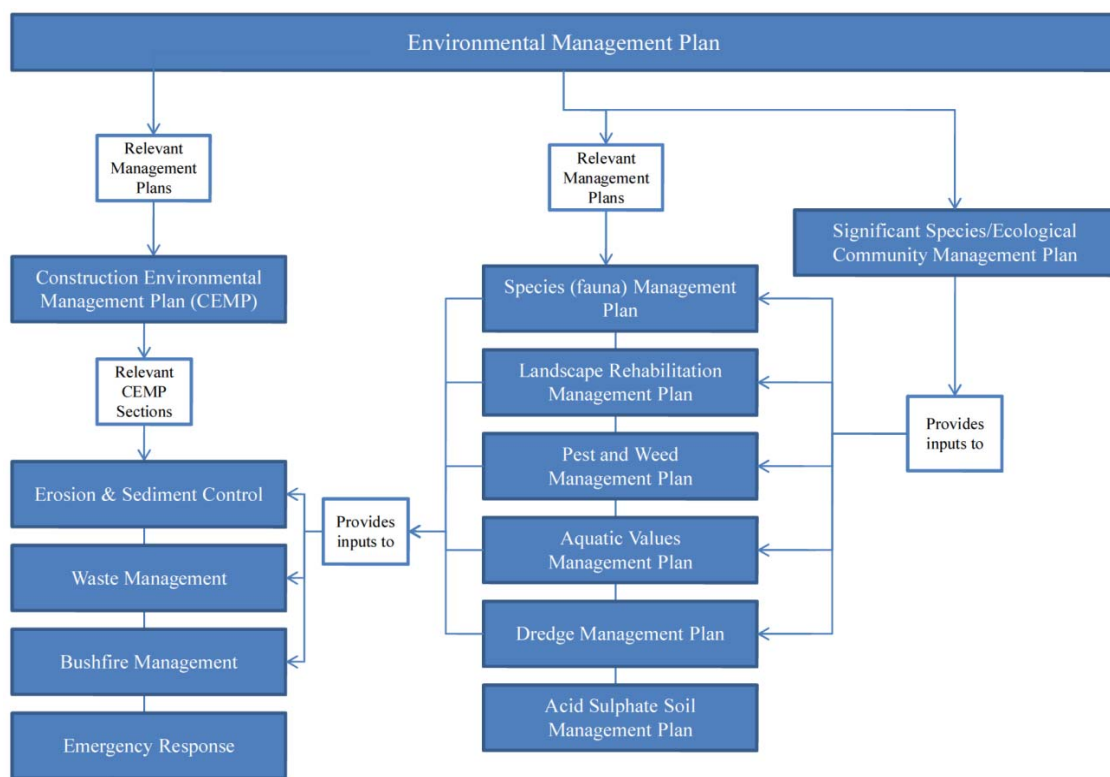 Environmental Management Plan
Relevant
Management
Plans
Relevant
Management
Plans
Significant Species/Ecological
Community Management Plan
Construction Environmental
Management Plan (CEMP)
Species (fauna) Management
Plan
Relevant
CEMP
Sections
Landscape Rehabilitation
Management Plan
Provides
inputs to
Pest and Weed
Management Plan
Erosion & Sediment Control
Provides
inputs to
Aquatic Values
Management Plan
Waste Management
Dredge Management Plan
Bushfire Management
Acid Sulphate Soil
Management Plan
Emergency Response